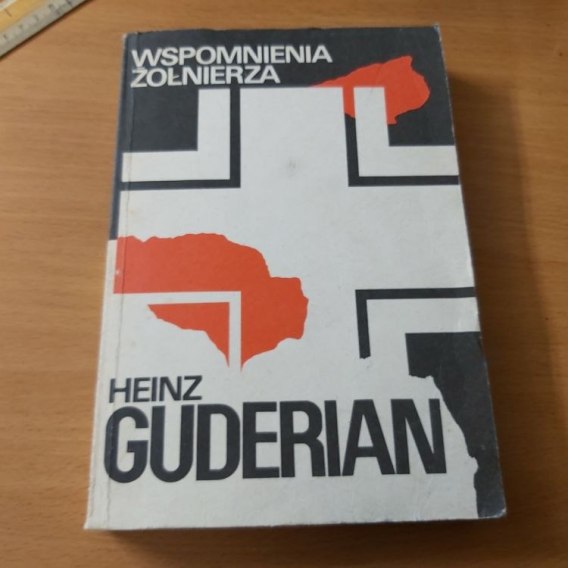 WSPOMNIENIA
ŻOŁNIERZA
HEINZ
GUDERIAN